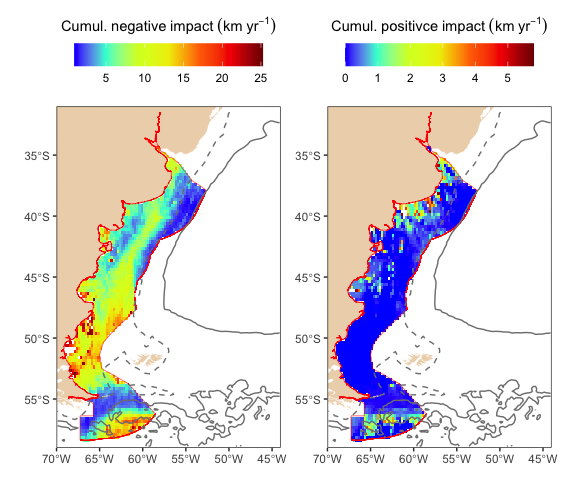 Cumul. negative impact (km yr⁻¹)
5 10 15 20 25
35°S
40°S
45°S
50°S
55°S
70°W 65°W 60°W 55°W 50°W 45°W
Cumul. positivce impact (km yr⁻¹)
0 1 2 3 4 5
35°S
40°S
45°S
50°S
55°S
70°W 65°W 60°W 55°W 50°W 45°W